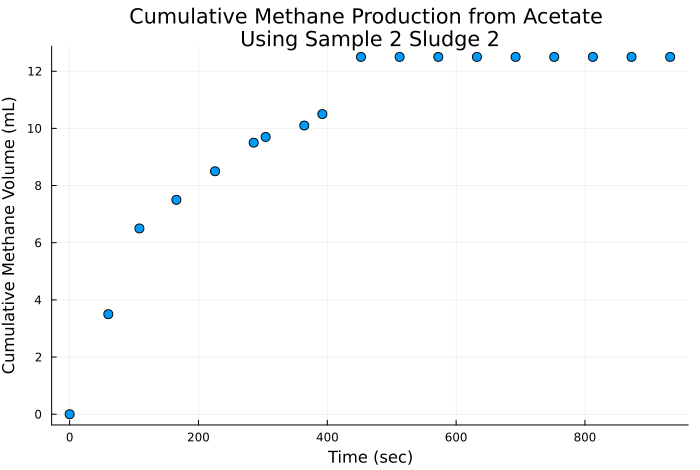 Cumulative Methane Production from Acetate
Using Sample 2 Sludge 2
Cumulative Methane Volume (mL)
12
10
8
6
4
2
0
0 200 400 600 800
Time (sec)